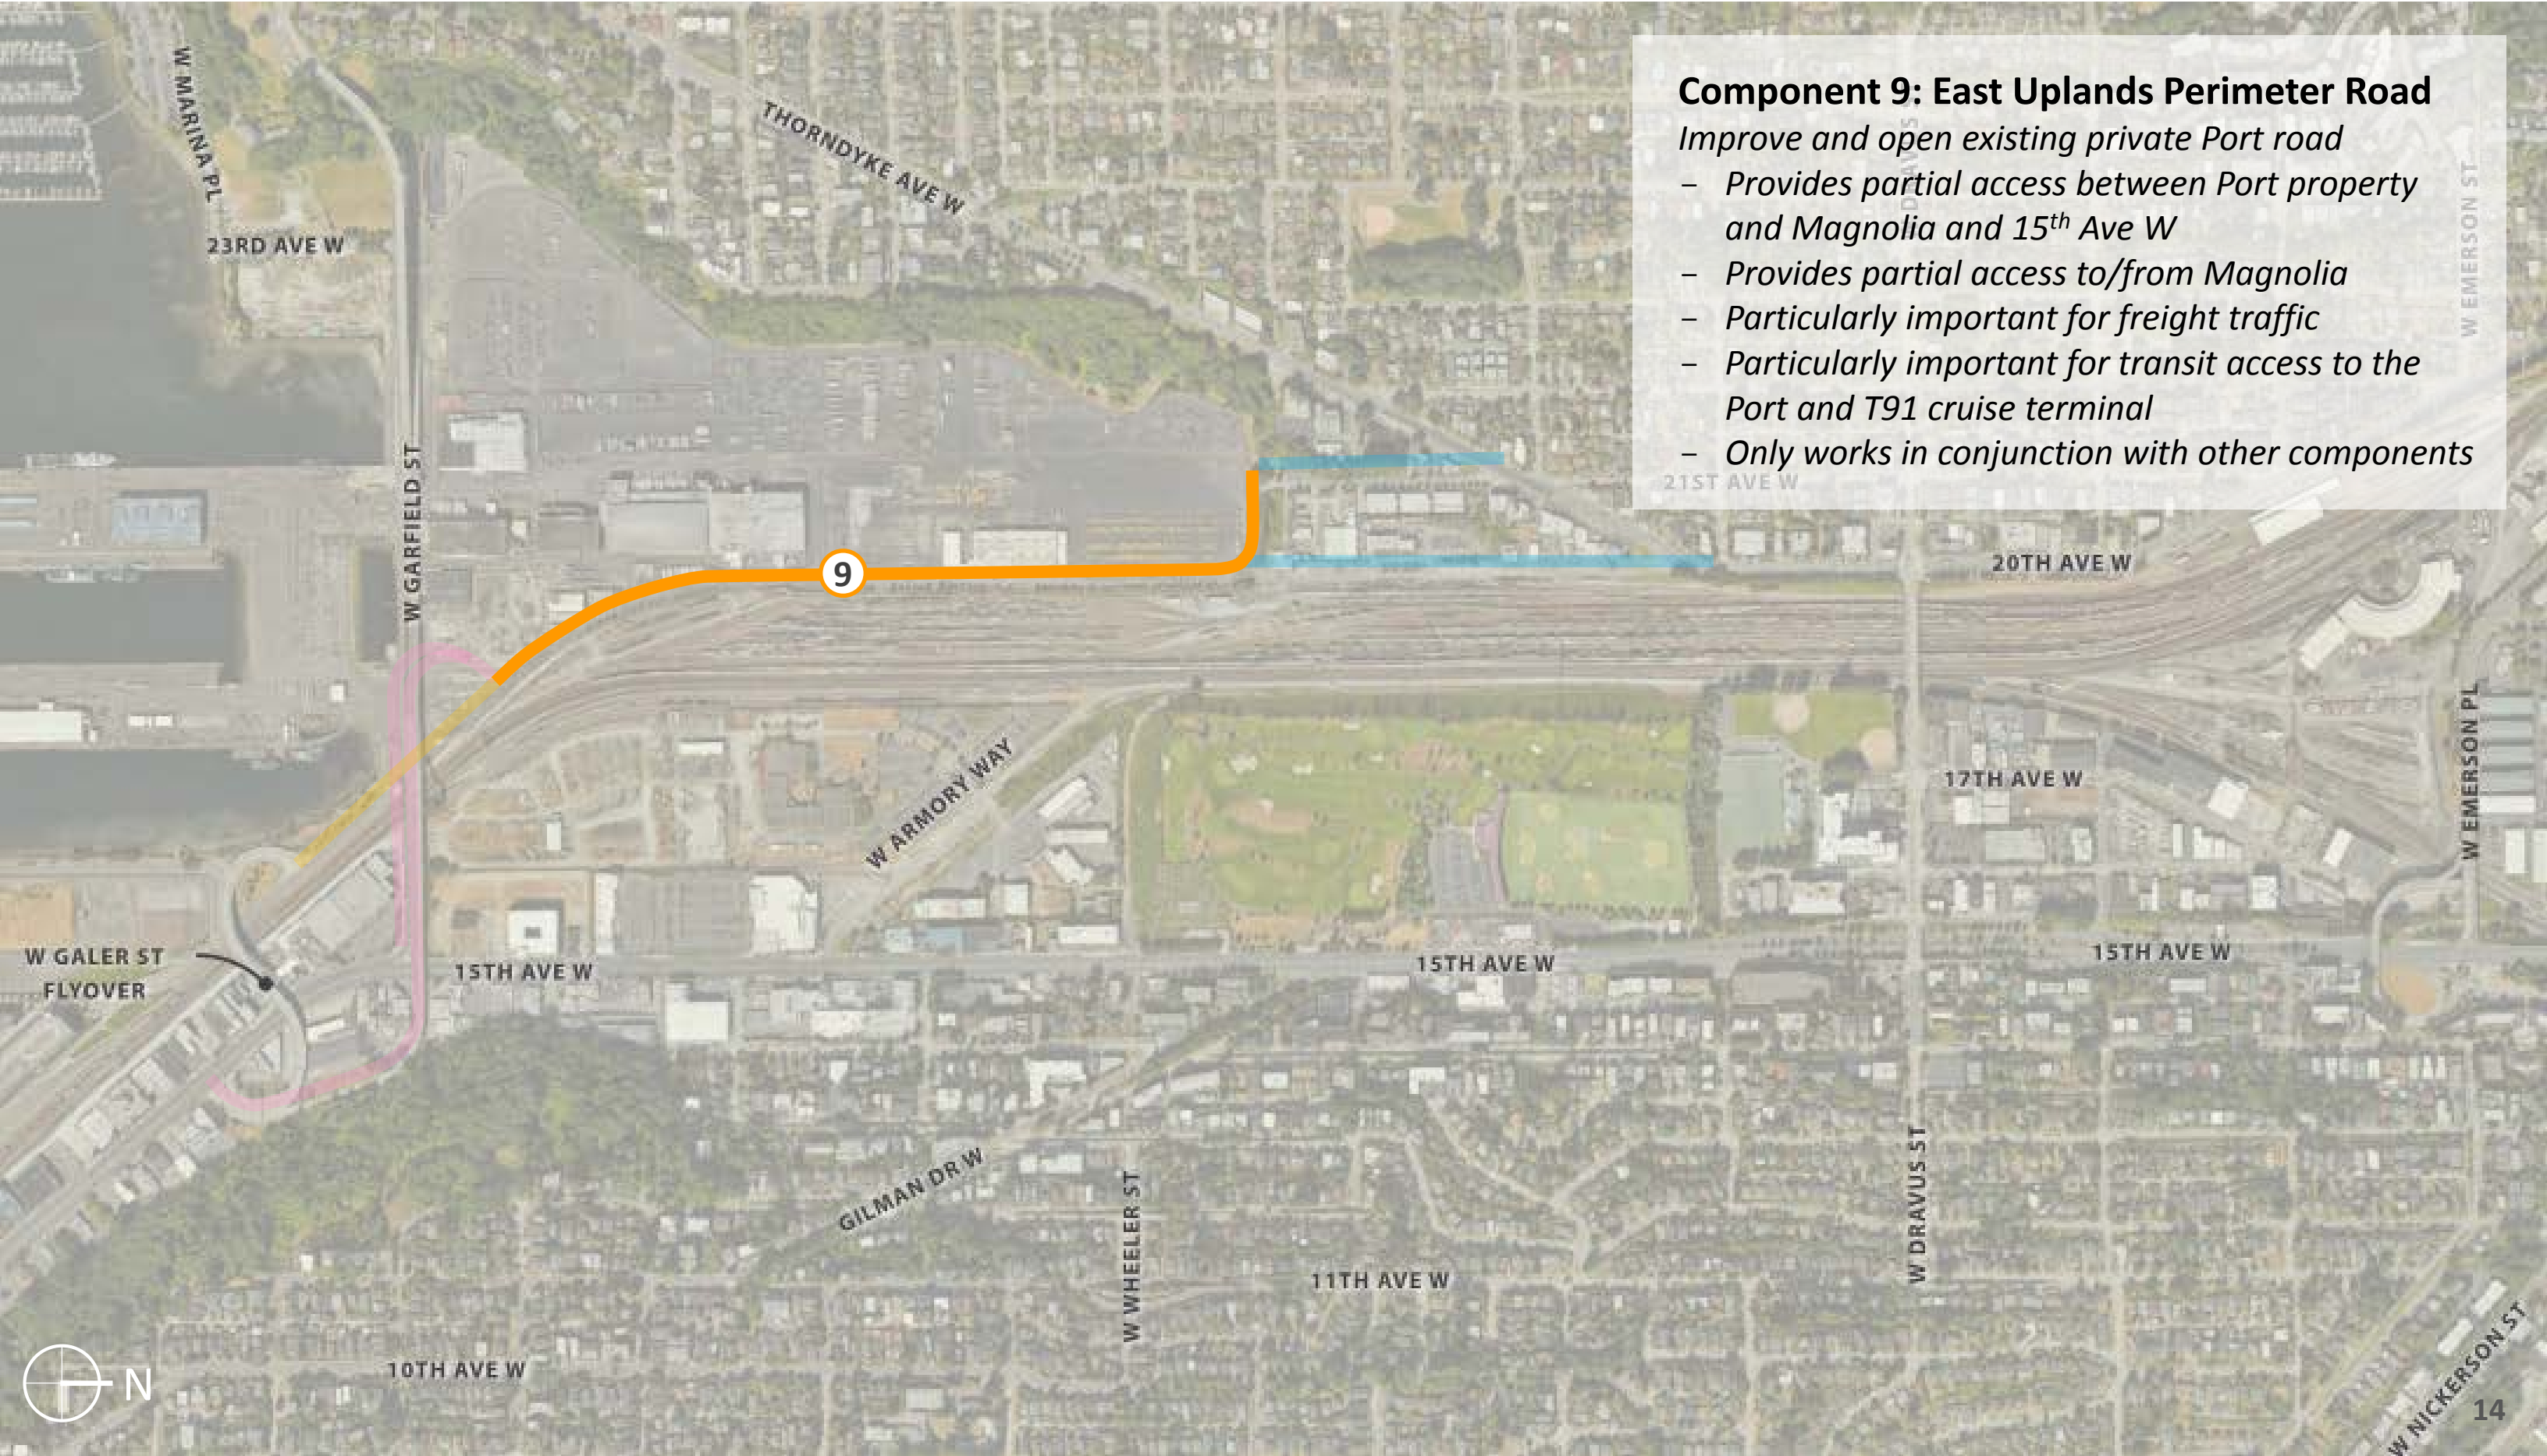 Component 9: East Uplands Perimeter Road
Improve and open existing private Port road
– Provides partial access between Port property
and Magnolia and 15th Ave W
– Provides partial access to/from Magnolia
– Particularly important for freight traffic
– Particularly important for transit access to the
Port and T91 cruise terminal
– Only works in conjunction with other components
W MARINA PL
THORNDYKE AVE W
23RD AVE W
W DRAVUS ST
W EMERSON ST
21ST AVE W
W GARFIELD ST
9
20TH AVE W
W ARMORY WAY
17TH AVE W
W EMERSON PL
W GALER ST
FLYOVER
15TH AVE W
15TH AVE W
15TH AVE W
GILMAN DR W
W WHEELER ST
W DRAVUS ST
11TH AVE W
10TH AVE W
N
W NICKERSON ST
14